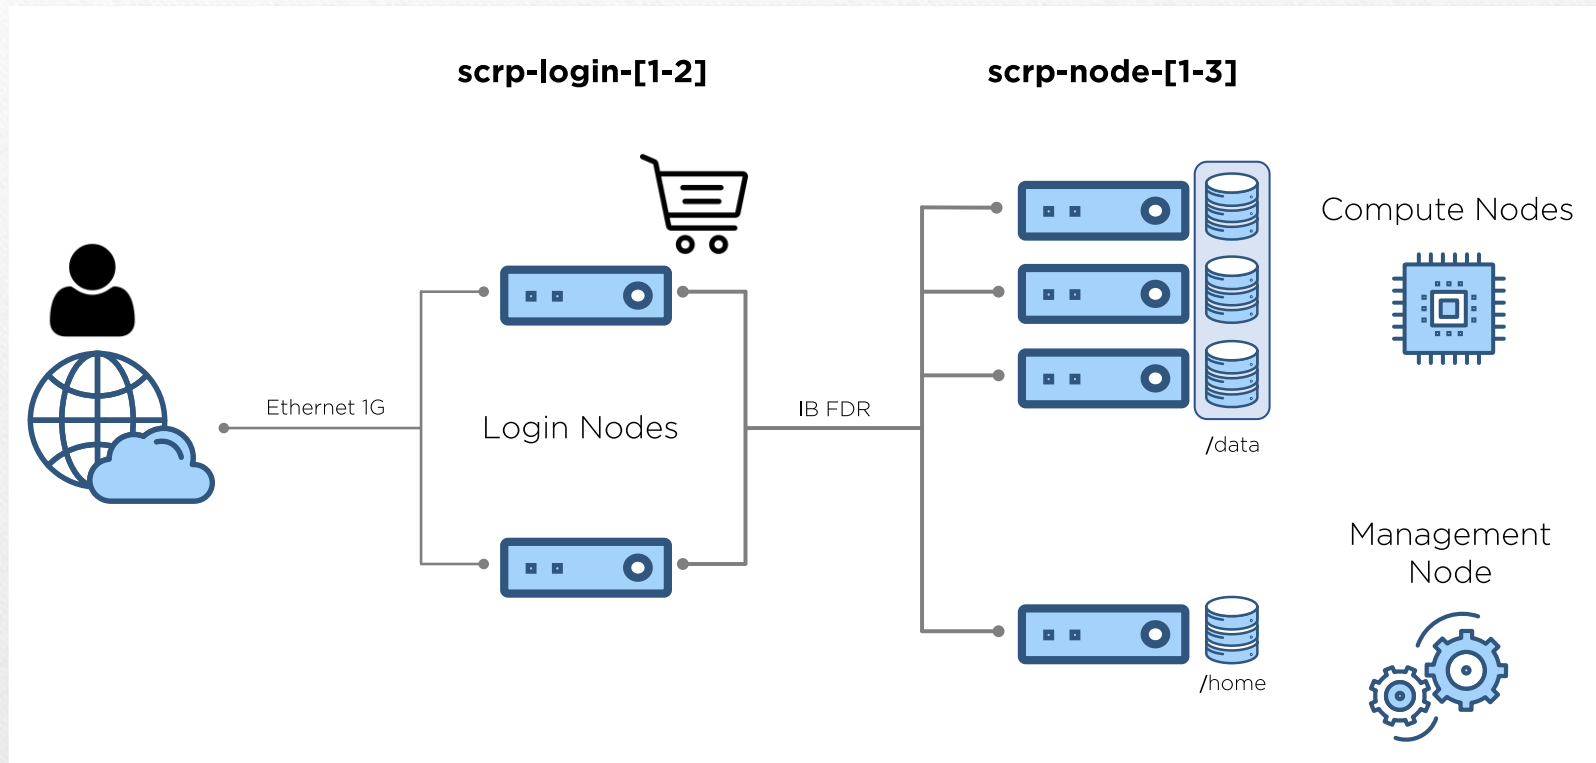 scrp-login-[1-2]
scrp-node-[1-3]
Compute Nodes
Ethernet 1G
Login Nodes
IB FDR
/data
Management
Node
/home